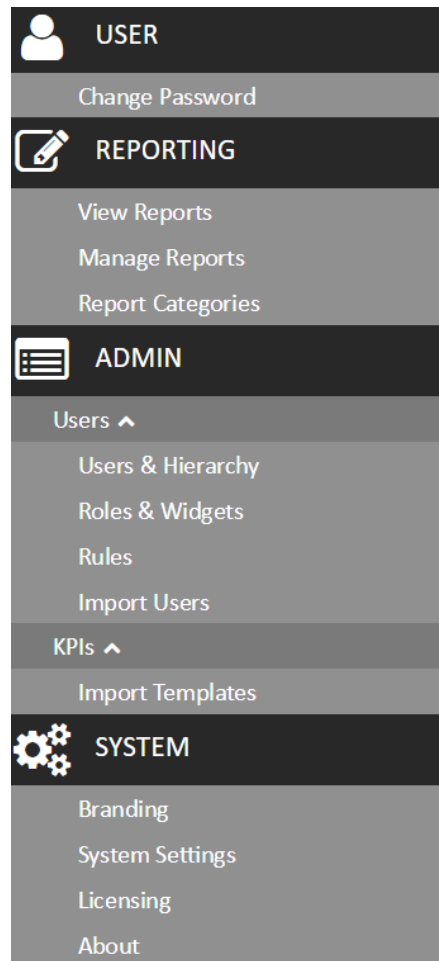 USER
Change Password
REPORTING
View Reports
Manage Reports
Report Categories
ADMIN
Users
Users & Hierarchy
Roles & Widgets
Rules
Import Users
KPIs
Import Templates
SYSTEM
Branding
System Settings
Licensing
About